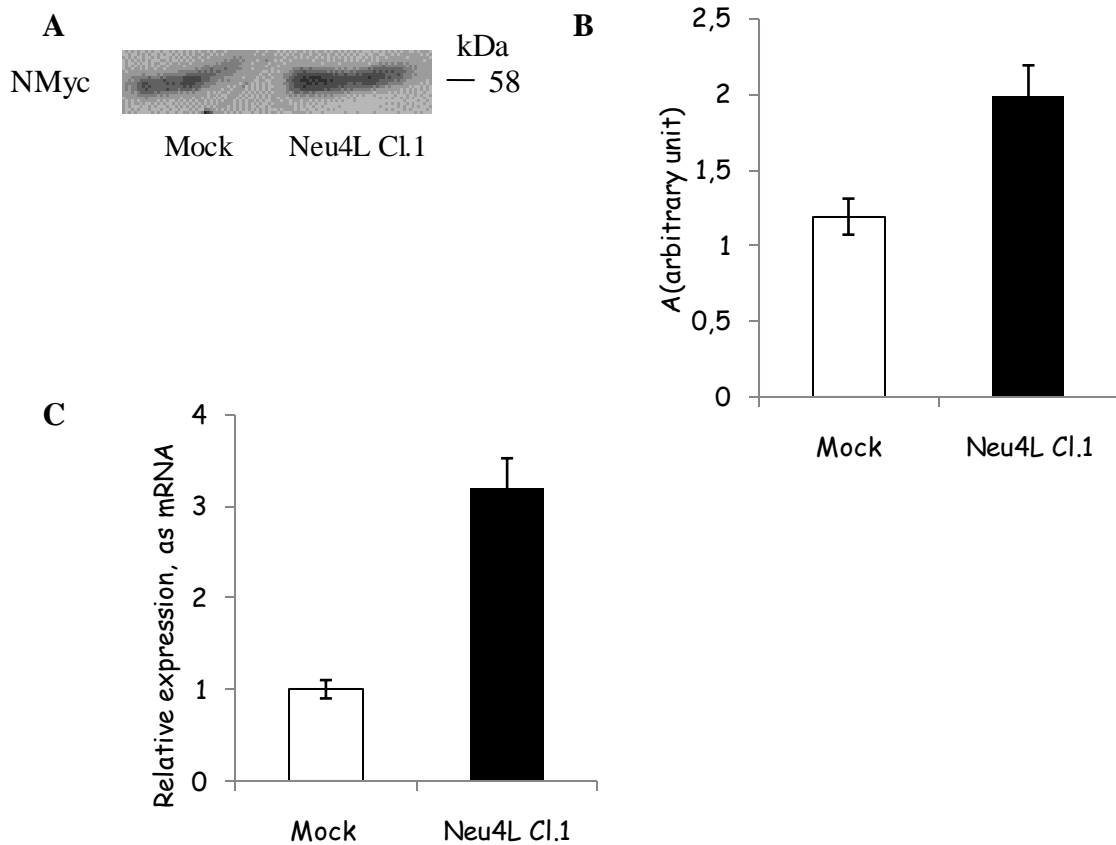 A
kDa
NMyc
58
Mock Neu4L Cl.1
B
A(arbitrary unit)
2,5
2
1,5
1
0,5
0
Mock Neu4L Cl.1
C
Relative expression, as mRNA
4
3
2
1
0
Mock Neu4L Cl.1